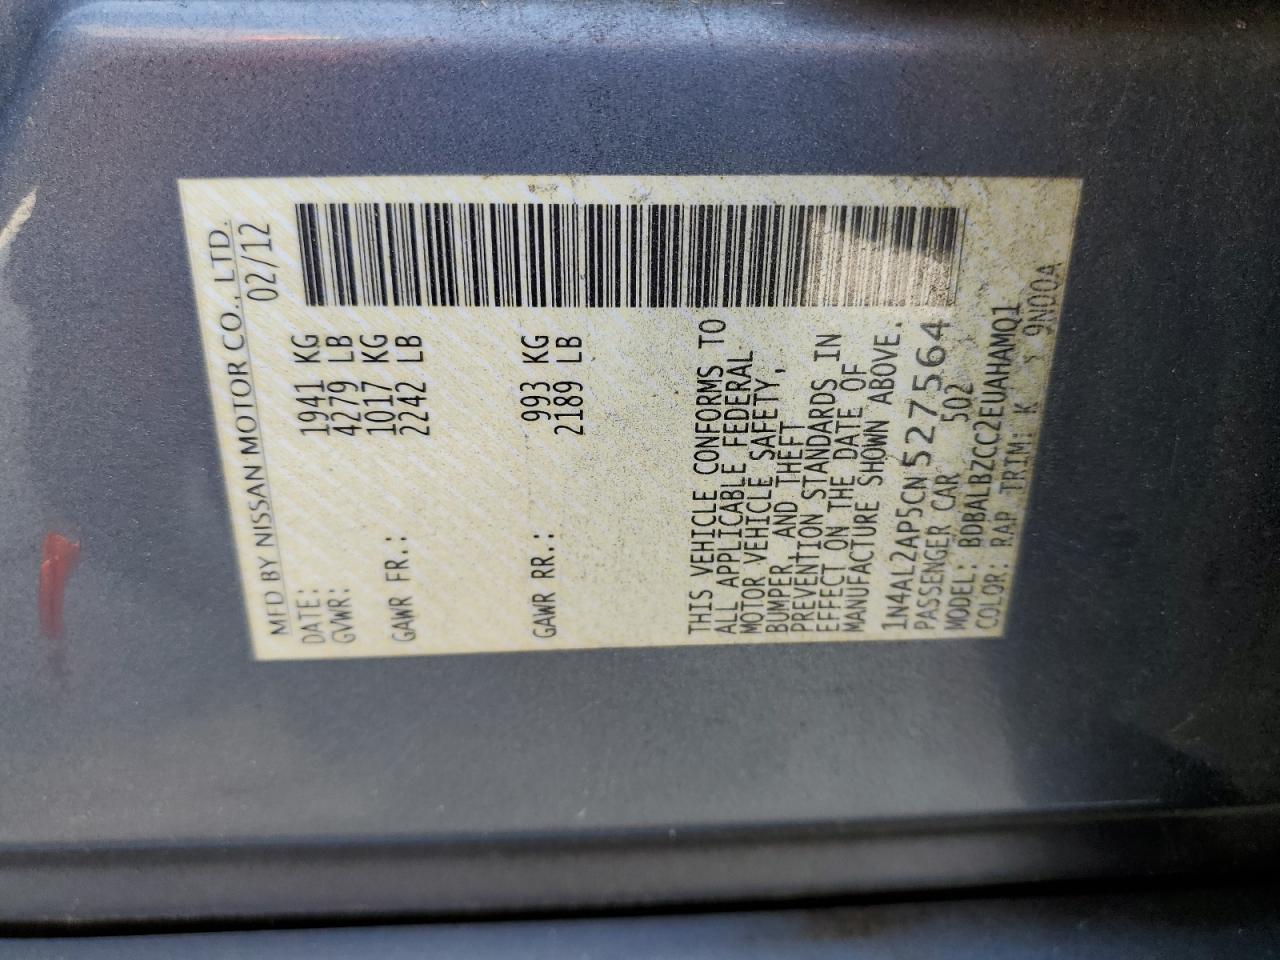 MFD BY NISSAN MOTOR CO., LTD.
DATE: 02/12
GVWR: 1941 KG
4279 LB
GAWR FR.: 1017 KG
2242 LB
GAWR RR.: 993 KG
2189 LB
THIS VEHICLE CONFORMS TO
ALL APPLICABLE FEDERAL
MOTOR VEHICLE SAFETY,
BUMPER, AND THEFT
PREVENTION STANDARDS IN
EFFECT ON THE DATE OF
MANUFACTURE SHOWN ABOVE.
1N4AL2AP5CN527564
PASSENGER CAR 502
MODEL: BDBALBZCC2EUAHAMQ1
COLOR: RAP TRIM: K 9N00A